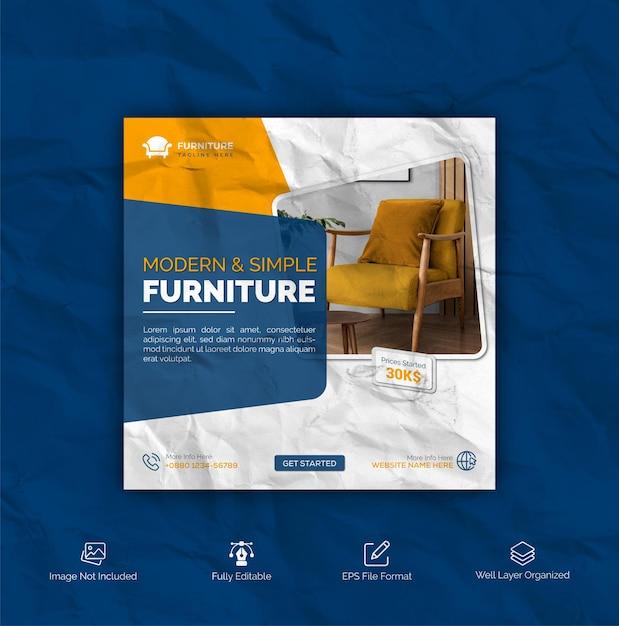 FURNITURE
TAGLINE HERE
MODERN & SIMPLE
FURNITURE
Lorem ipsum dolor sit amet, consectetuer
adipiscing elit, sed diam nonummy nibh
euismod tincidunt ut laoreet dolore magna
aliquam erat volutpat.
Prices Started
30K$
More Info Here
+0880 1234-56789
GET STARTED
More Info Here
WEBSITE NAME HERE
Image Not Included
Fully Editable
EPS File Format
Well Layer Organized